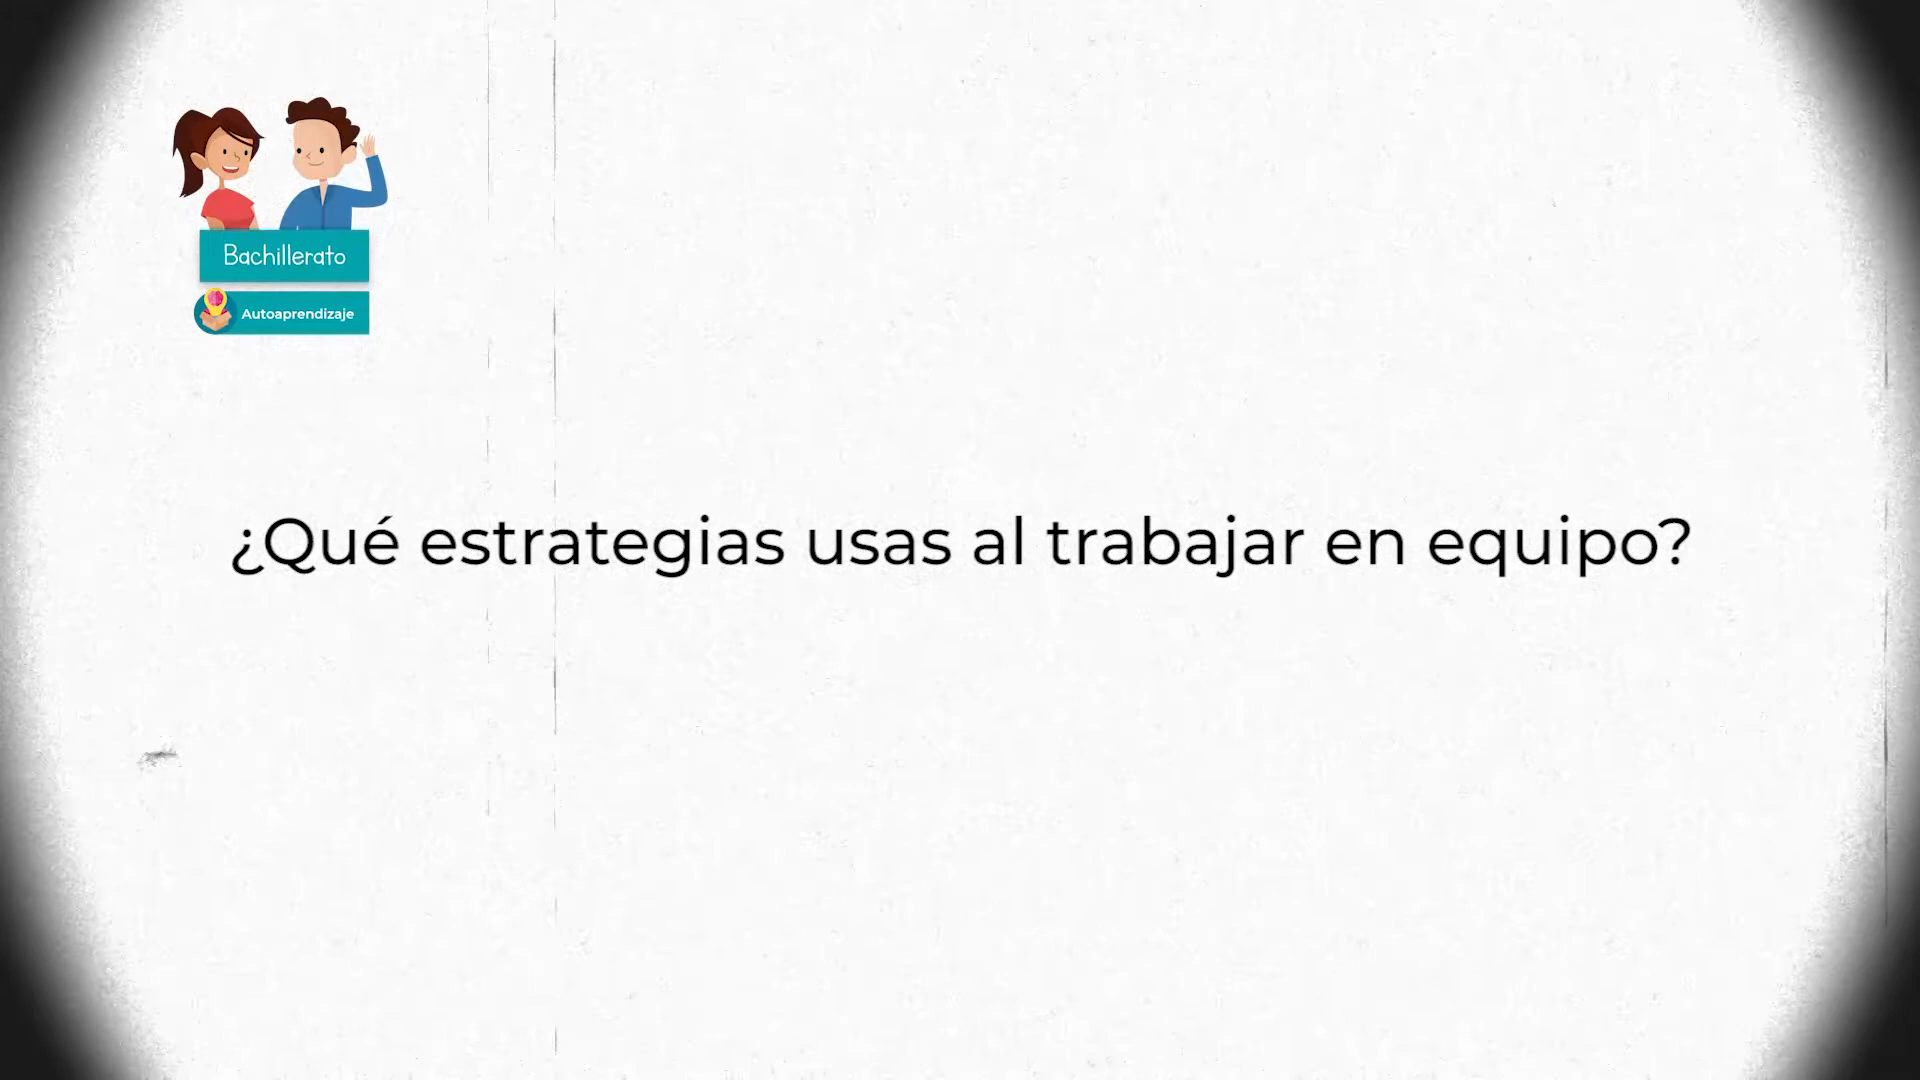 Bachillerato
Autoaprendizaje
¿Qué estrategias usas al trabajar en equipo?